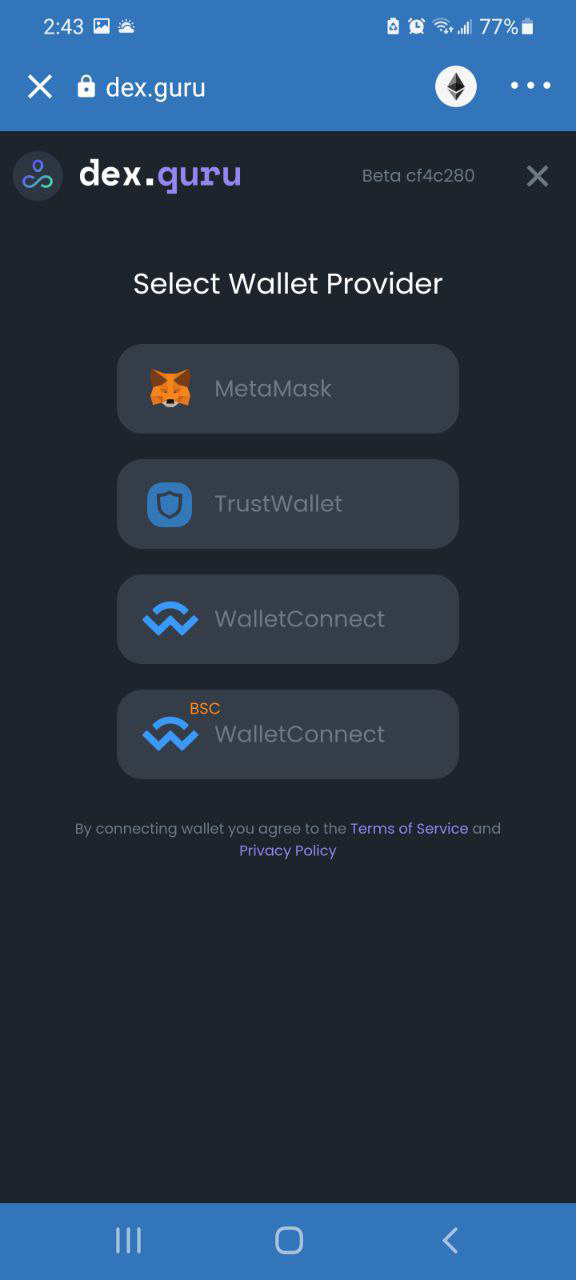 2:43 77%
dex.guru
dex.guru Beta cf4c280
Select Wallet Provider
MetaMask
TrustWallet
WalletConnect
BSC
WalletConnect
By connecting wallet you agree to the Terms of Service and
Privacy Policy